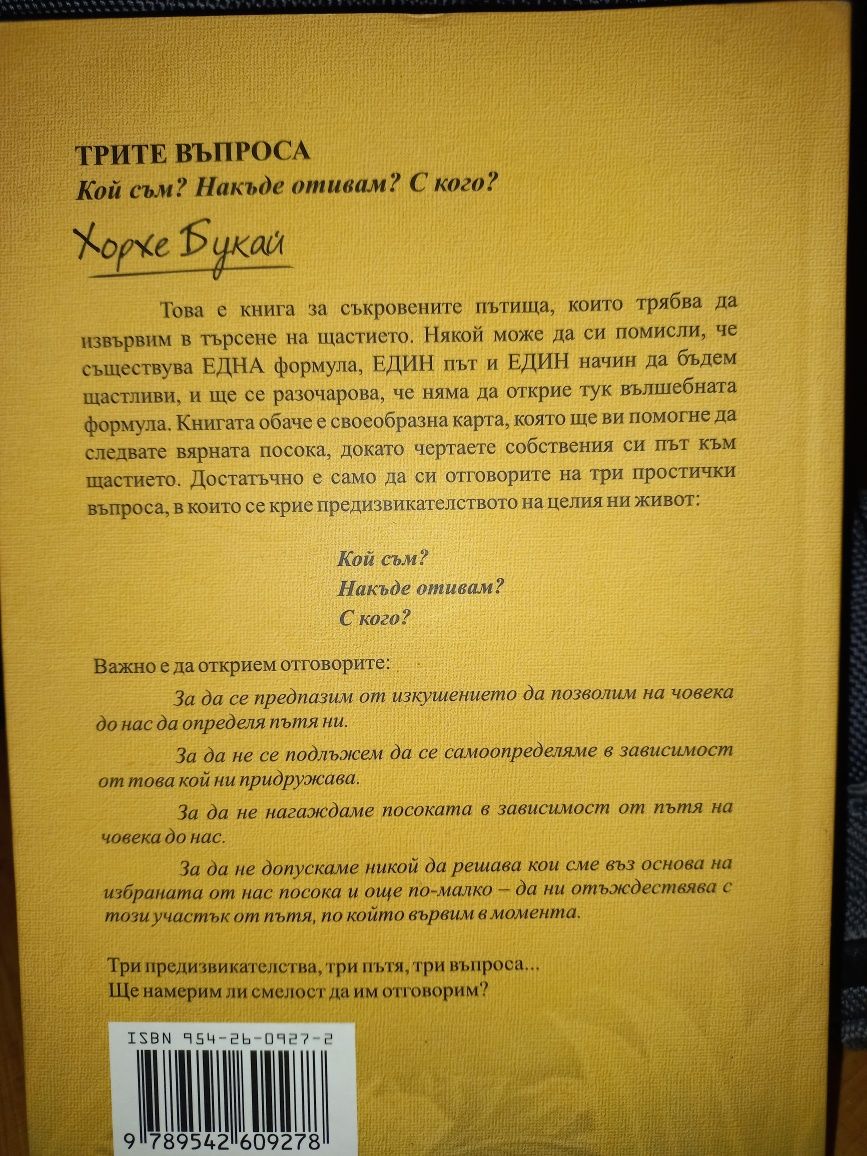 ТРИТЕ ВЪПРОСА
Кой съм? Накъде отивам? С кого?
Хорхе Букай
Това е книга за съкровените пътища, които трябва да
извървим в търсене на щастието. Някой може да си помисли, че
съществува ЕДНА формула, ЕДИН път и ЕДИН начин да бъдем
щастливи, и ще се разочарова, че няма да открие тук вълшебната
формула. Книгата обаче е своеобразна карта, която ще ви помогне да
следвате вярната посока, докато чертаете собствения си път към
щастието. Достатъчно е само да си отговорите на три простички
въпроса, в които се крие предизвикателството на целия ни живот:
Кой съм?
Накъде отивам?
С кого?
Важно е да открием отговорите:
За да се предпазим от изкушението да позволим на човека
до нас да определя пътя ни.
За да не се подлъжем да се самоопределяме в зависимост
от това кой ни придружава.
За да не нагаждаме посоката в зависимост от пътя на
човека до нас.
За да не допускаме никой да решава кои сме въз основа на
избраната от нас посока и още по-малко – да ни отъждествява с
този участък от пътя, по който вървим в момента.
Три предизвикателства, три пътя, три въпроса...
Ще намерим ли смелост да им отговорим?
ISBN 954-26-0927-2
9 789542 609278